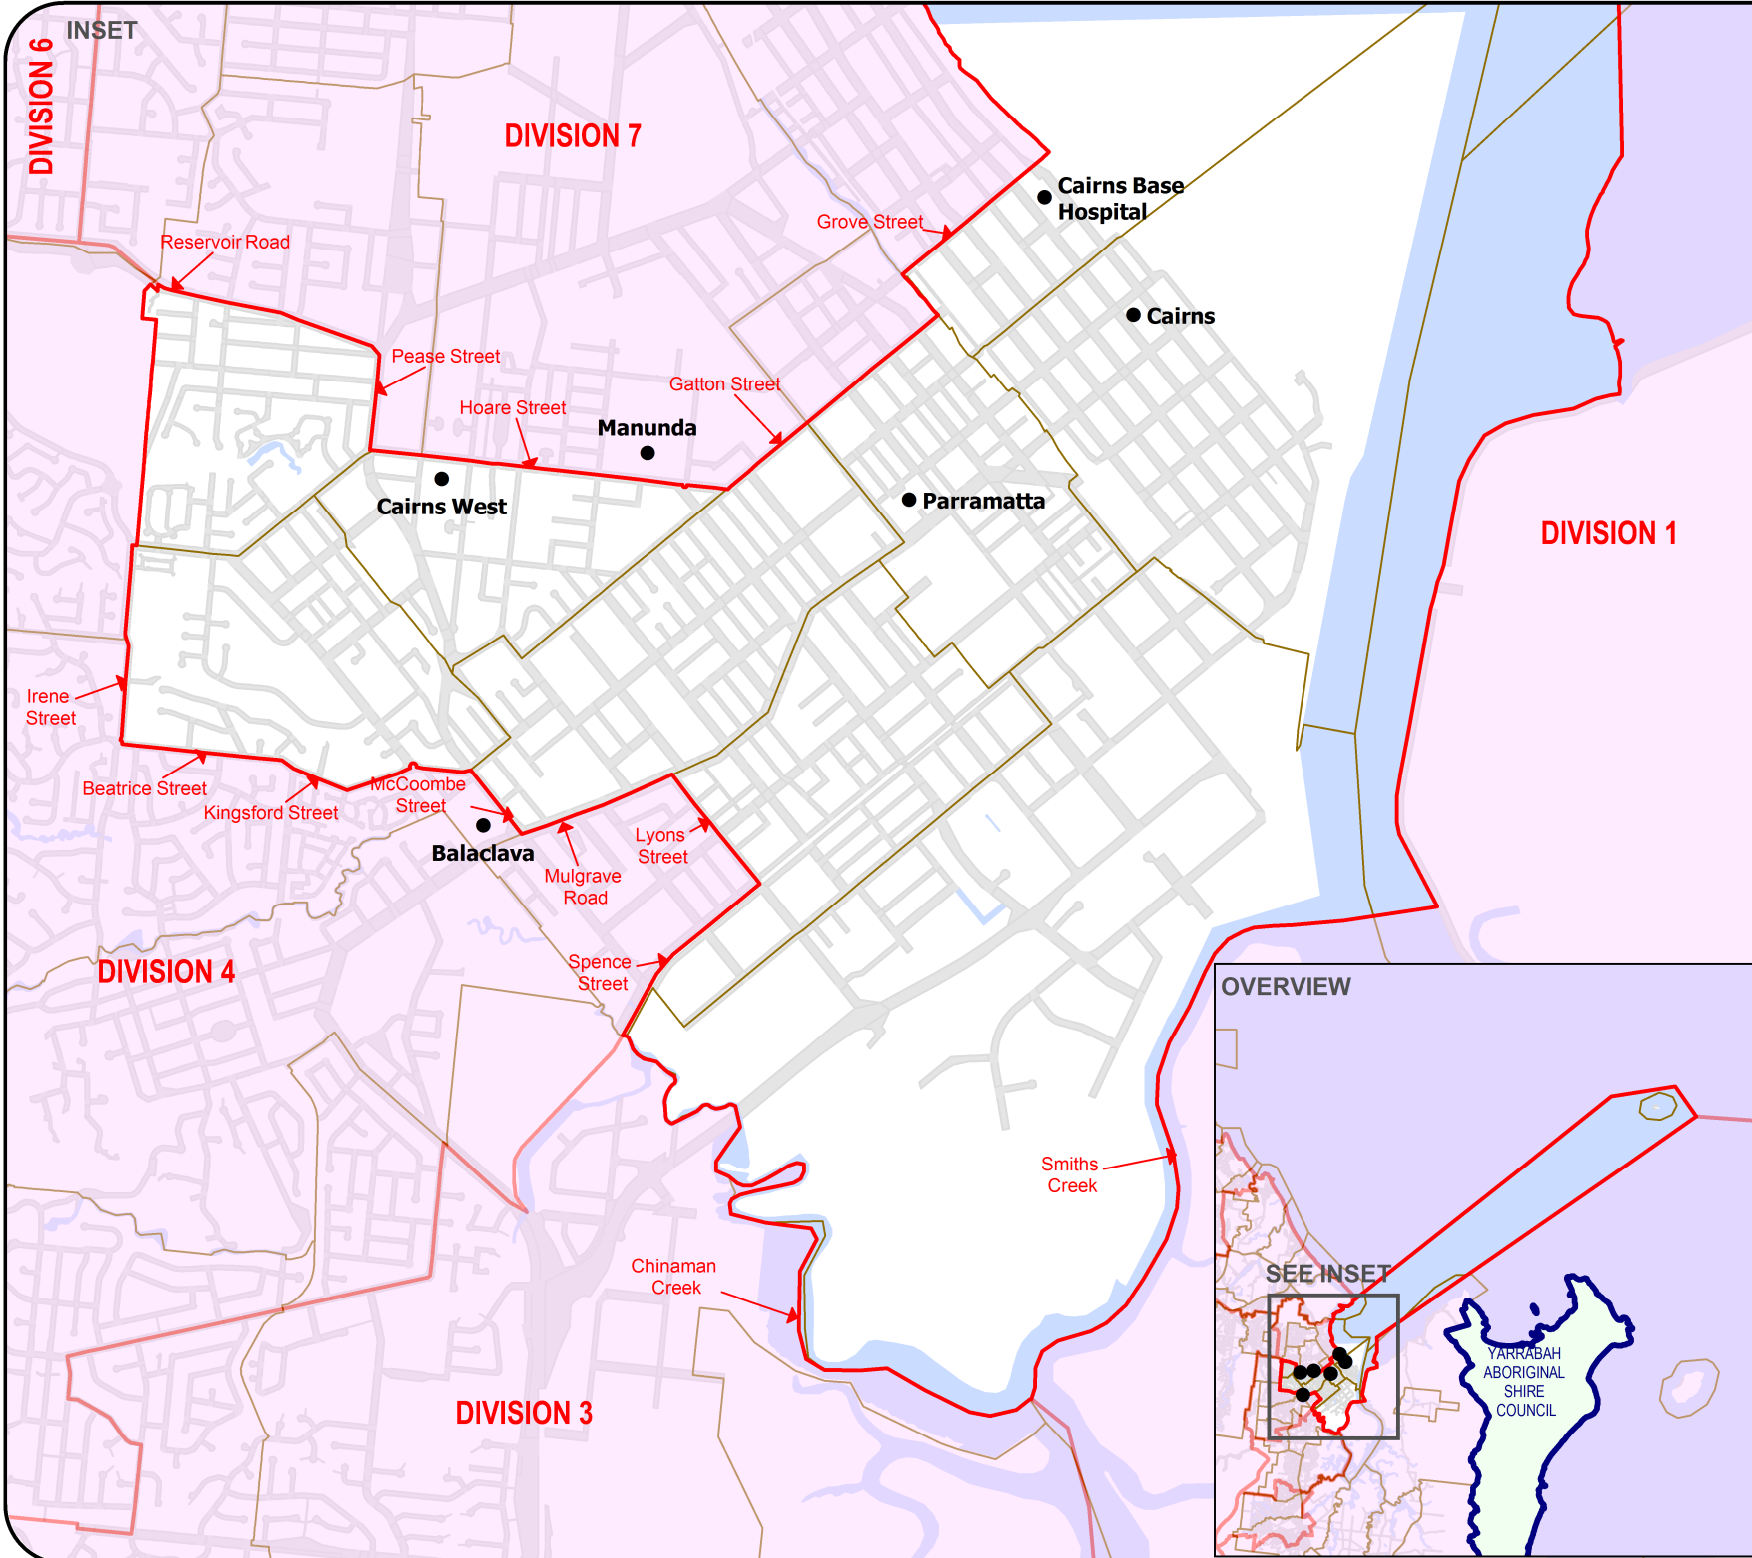 INSET
DIVISION 6
DIVISION 7
Cairns Base
Hospital
Grove Street
Reservoir Road
Cairns
Pease Street
Gatton Street
Hoare Street
Manunda
Cairns West
Parramatta
DIVISION 1
Irene
Street
Beatrice Street
Kingsford Street
McCoombe
Street
Balaclava
Lyons
Street
Mulgrave
Road
Spence
Street
DIVISION 4
OVERVIEW
Smiths
Creek
Chinaman
Creek
SEE INSET
YARRABAH
ABORIGINAL
SHIRE
COUNCIL
DIVISION 3